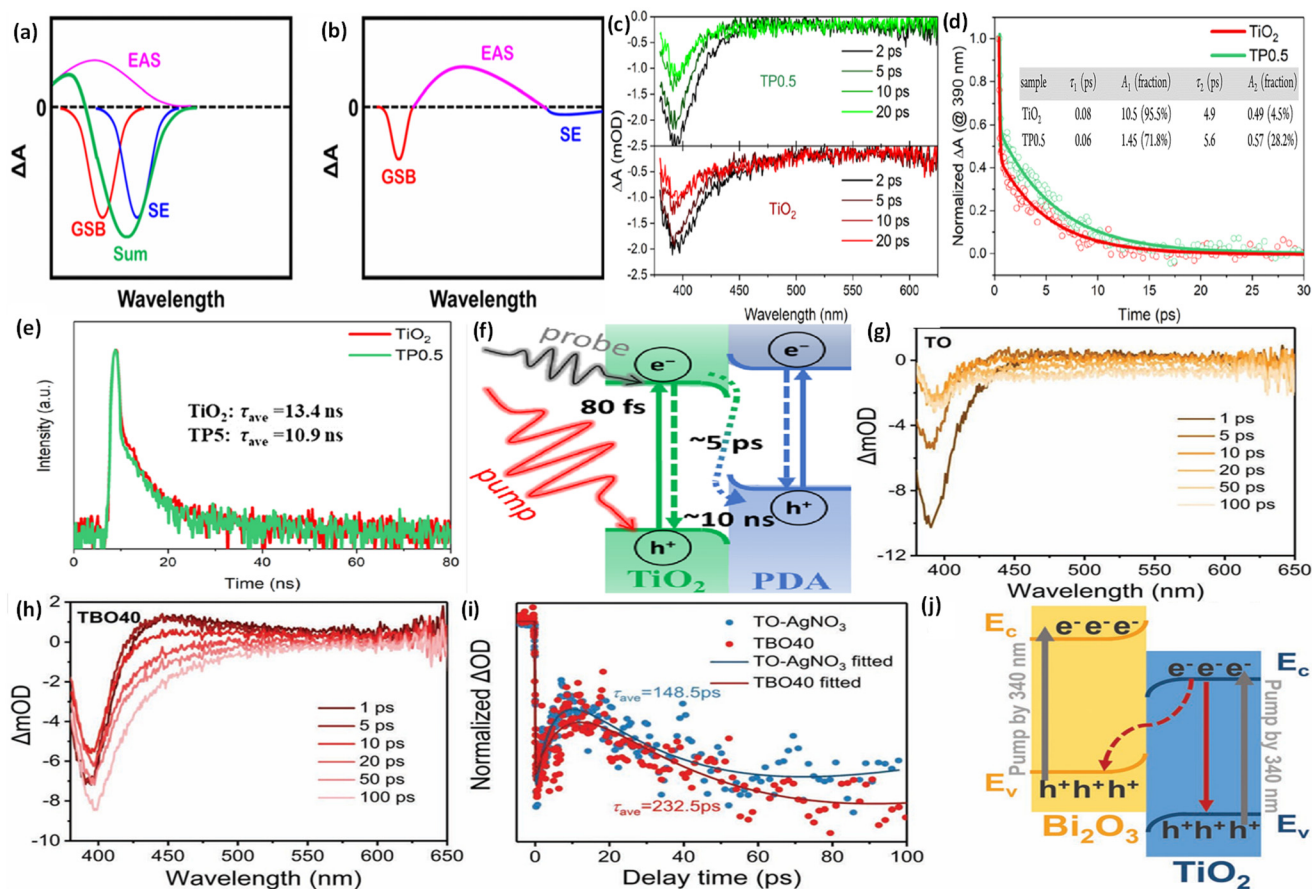 (a)
EAS
0
GSB
SE
Sum
ΔA
Wavelength
(b)
EAS
0
SE
GSB
ΔA
Wavelength
(c)
0.0
-0.5
-1.0
-1.5
-2.0
-2.5
0.0
-0.5
-1.0
-1.5
-2.0
-2.5
ΔA (mOD)
2 ps
5 ps
10 ps
20 ps
TP0.5
2 ps
5 ps
10 ps
20 ps
TiO2
400 450 500 550 600
Wavelength (nm)
(d)
TiO2
TP0.5
sample τ1 (ps) A1 (fraction) τ2 (ps) A2 (fraction)
TiO2 0.08 10.5 (95.5%) 4.9 0.49 (4.5%)
TP0.5 0.06 1.45 (71.8%) 5.6 0.57 (28.2%)
1.0
0.8
0.6
0.4
0.2
0.0
Normalized ΔA (@ 390 nm)
0 5 10 15 20 25 30
Time (ps)
(e)
TiO2
TP0.5
TiO2: τave =13.4 ns
TP5: τave =10.9 ns
Intensity (a.u.)
0 20 40 60 80
Time (ns)
(f)
probe
pump
e-
e-
80 fs
~5 ps
~10 ns
h+
h+
TiO2
PDA
(g)
TO
0
-4
-8
-12
ΔmOD
1 ps
5 ps
10 ps
20 ps
50 ps
100 ps
400 450 500 550 600 650
Wavelength (nm)
(h)
TBO40
2
0
-2
-4
-6
-8
-10
ΔmOD
1 ps
5 ps
10 ps
20 ps
50 ps
100 ps
400 450 500 550 600 650
Wavelength (nm)
(i)
TO-AgNO3
TBO40
TO-AgNO3 fitted
TBO40 fitted
τave=148.5ps
τave=232.5ps
Normalized ΔOD
0 20 40 60 80 100
Delay time (ps)
(j)
Ec
e- e- e-
Pump by 340 nm
Ev
h+ h+ h+
Bi2O3
e- e- e-
Ec
Pump by 340 nm
h+ h+ h+
Ev
TiO2